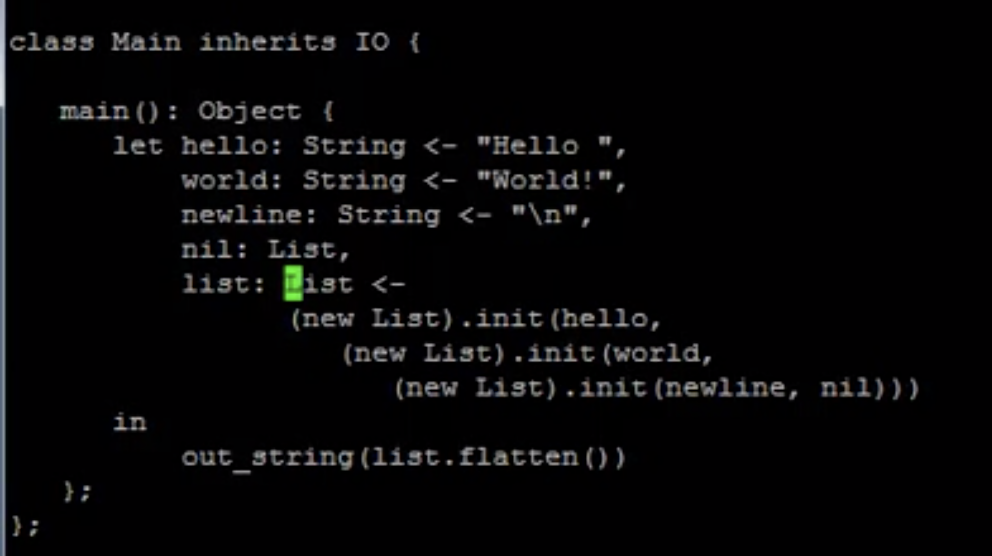 class Main inherits IO {
main(): Object {
let hello: String <- "Hello ",
world: String <- "World!",
newline: String <- "\n",
nil: List,
list: List <-
(new List).init(hello,
(new List).init(world,
(new List).init(newline, nil)))
in
out_string(list.flatten())
};
};